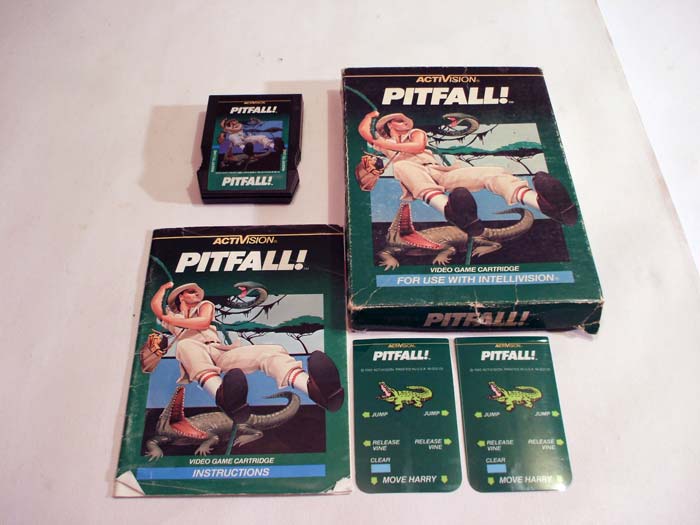 ACTIVISION®
PITFALL!™
VIDEO GAME CARTRIDGE
FOR USE WITH INTELLIVISION®
PITFALL!
ACTIVISION
PITFALL!
PITFALL!
ACTIVISION®
PITFALL!™
VIDEO GAME CARTRIDGE
INSTRUCTIONS
ACTIVISION
PITFALL!
JUMP JUMP
RELEASE VINE RELEASE VINE
CLEAR
MOVE HARRY
ACTIVISION
PITFALL!
JUMP JUMP
RELEASE VINE RELEASE VINE
CLEAR
MOVE HARRY